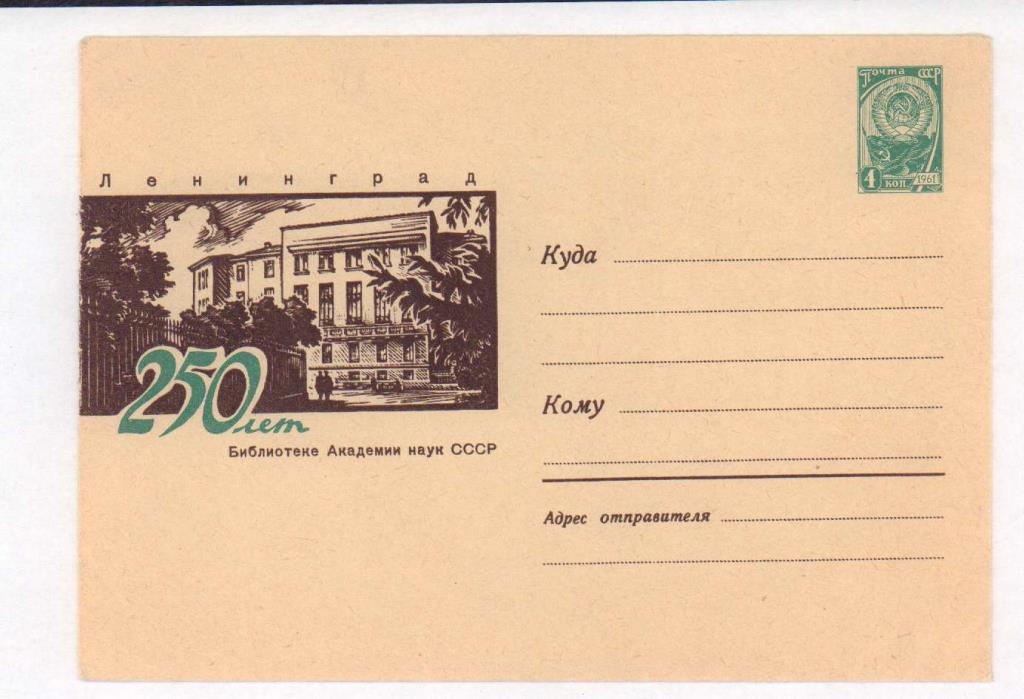 Почта СССР
4 коп 1961
Ленинград
250 лет
Библиотеке Академии наук СССР
Куда
Кому
Адрес отправителя